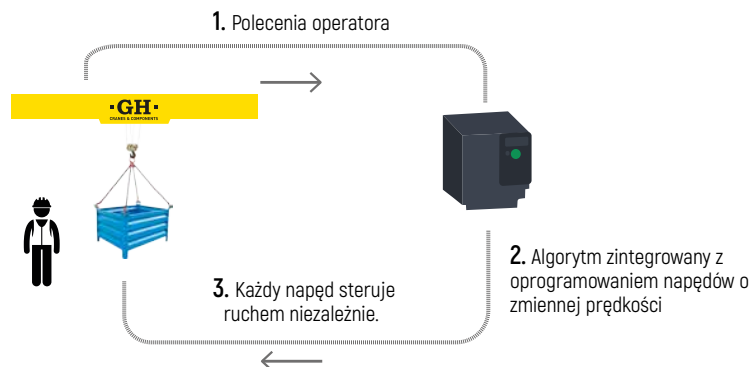 1. Polecenia operatora
GH
CRANES & COMPONENTS
2. Algorytm zintegrowany z
oprogramowaniem napędów o
zmiennej prędkości
3. Każdy napęd steruje
ruchem niezależnie.